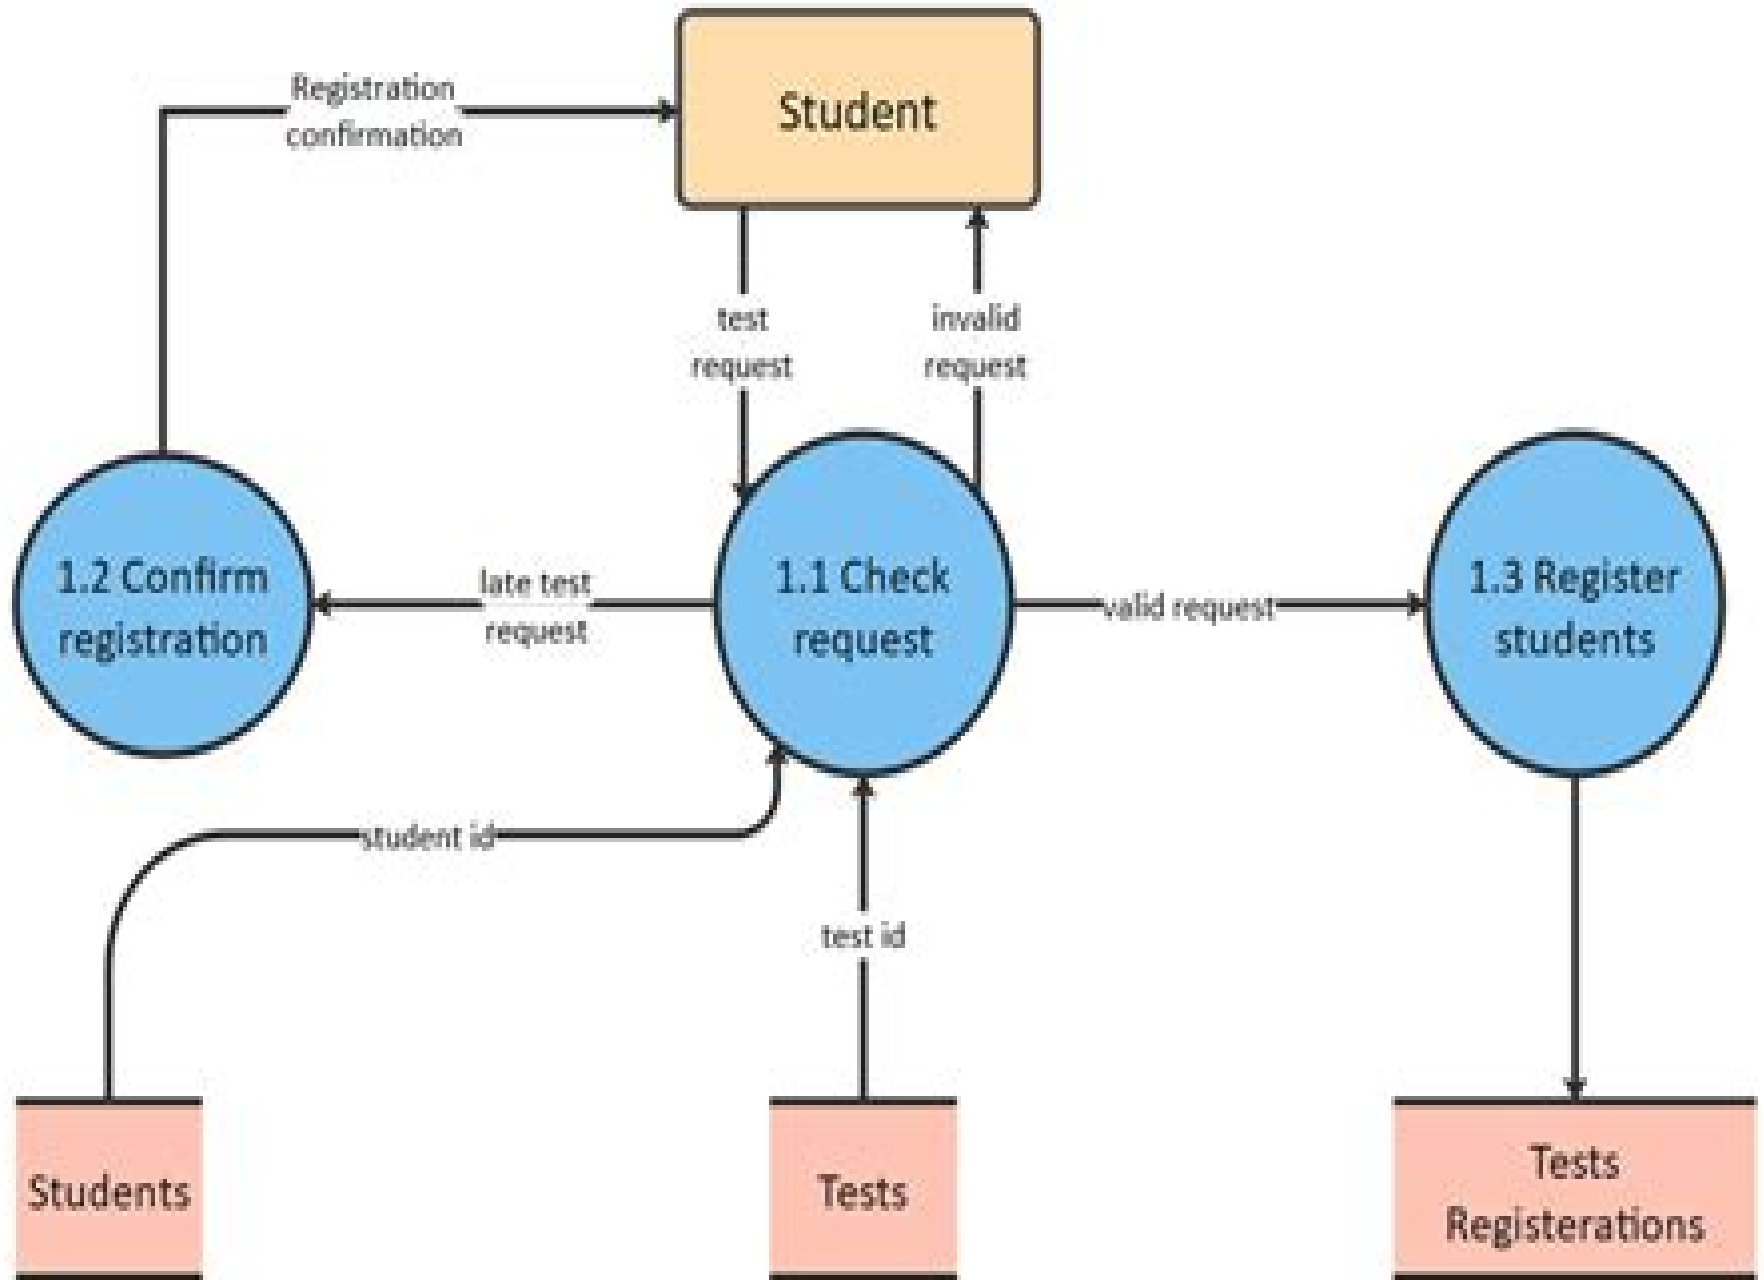 Registration
confirmation
Student
test
request
invalid
request
1.2 Confirm
registration
late test
request
1.1 Check
request
valid request
1.3 Register
students
student id
test id
Students
Tests
Tests
Registerations